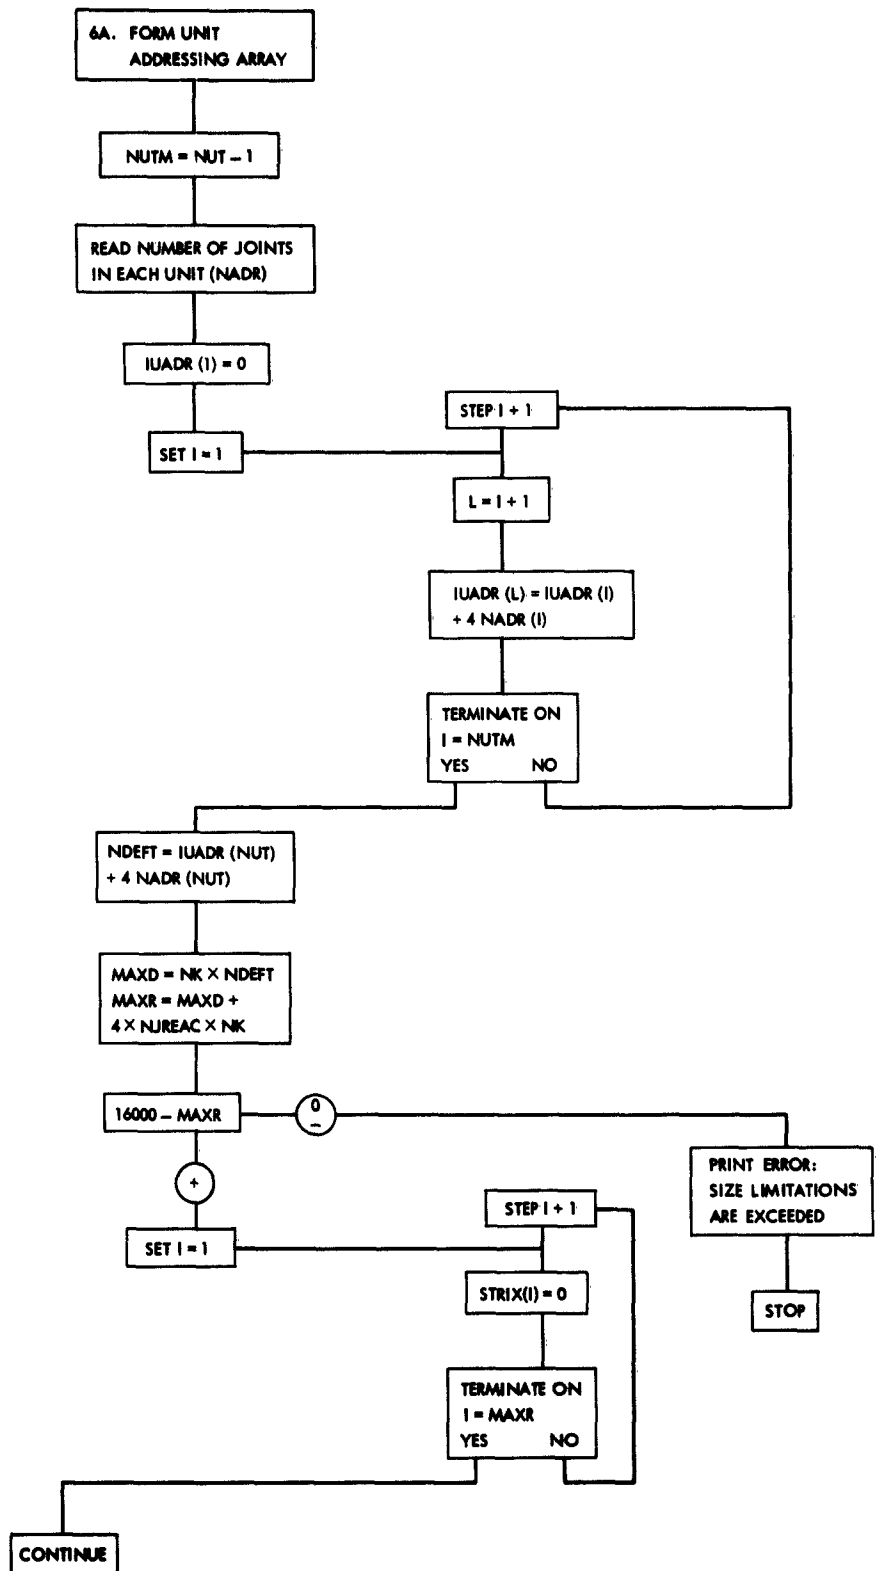 6A. FORM UNIT
ADDRESSING ARRAY
NUTM = NUT – 1
READ NUMBER OF JOINTS
IN EACH UNIT (NADR)
IUADR (1) = 0
STEP I + 1
SET I = 1
L = I + 1
IUADR (L) = IUADR (I)
+ 4 NADR (I)
TERMINATE ON
I = NUTM
YES NO
NDEFT = IUADR (NUT)
+ 4 NADR (NUT)
MAXD = NK × NDEFT
MAXR = MAXD +
4 × NJREAC × NK
16000 – MAXR
0
–
+
PRINT ERROR:
SIZE LIMITATIONS
ARE EXCEEDED
STEP I + 1
SET I = 1
STRIX(I) = 0
STOP
TERMINATE ON
I = MAXR
YES NO
CONTINUE